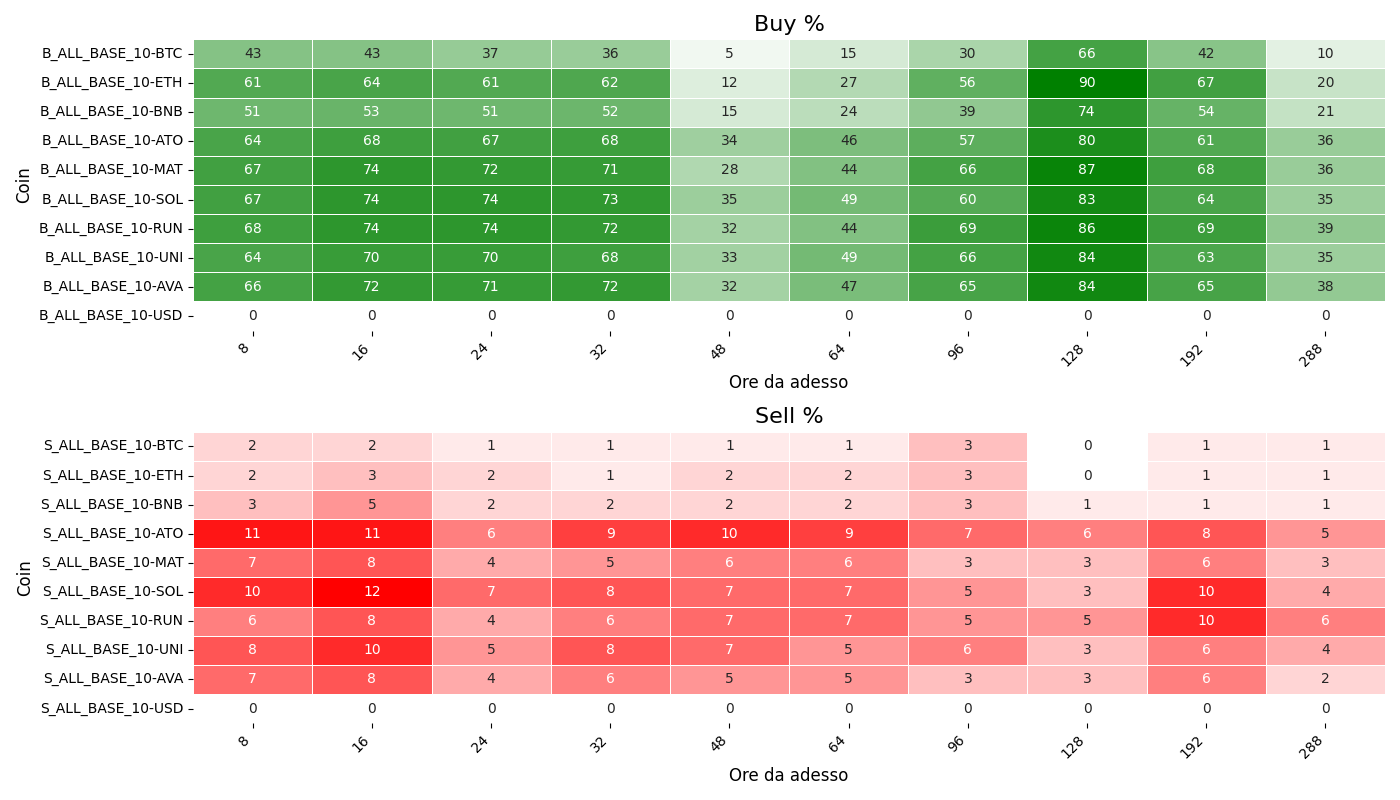 Buy %
Coin
B_ALL_BASE_10-BTC 43 43 37 36 5 15 30 66 42 10
B_ALL_BASE_10-ETH 61 64 61 62 12 27 56 90 67 20
B_ALL_BASE_10-BNB 51 53 51 52 15 24 39 74 54 21
B_ALL_BASE_10-ATO 64 68 67 68 34 46 57 80 61 36
B_ALL_BASE_10-MAT 67 74 72 71 28 44 66 87 68 36
B_ALL_BASE_10-SOL 67 74 74 73 35 49 60 83 64 35
B_ALL_BASE_10-RUN 68 74 74 72 32 44 69 86 69 39
B_ALL_BASE_10-UNI 64 70 70 68 33 49 66 84 63 35
B_ALL_BASE_10-AVA 66 72 71 72 32 47 65 84 65 38
B_ALL_BASE_10-USD 0 0 0 0 0 0 0 0 0 0
8 16 24 32 48 64 96 128 192 288
Ore da adesso
Sell %
Coin
S_ALL_BASE_10-BTC 2 2 1 1 1 1 3 0 1 1
S_ALL_BASE_10-ETH 2 3 2 1 2 2 3 0 1 1
S_ALL_BASE_10-BNB 3 5 2 2 2 2 3 1 1 1
S_ALL_BASE_10-ATO 11 11 6 9 10 9 7 6 8 5
S_ALL_BASE_10-MAT 7 8 4 5 6 6 3 3 6 3
S_ALL_BASE_10-SOL 10 12 7 8 7 7 5 3 10 4
S_ALL_BASE_10-RUN 6 8 4 6 7 7 5 5 10 6
S_ALL_BASE_10-UNI 8 10 5 8 7 5 6 3 6 4
S_ALL_BASE_10-AVA 7 8 4 6 5 5 3 3 6 2
S_ALL_BASE_10-USD 0 0 0 0 0 0 0 0 0 0
8 16 24 32 48 64 96 128 192 288
Ore da adesso